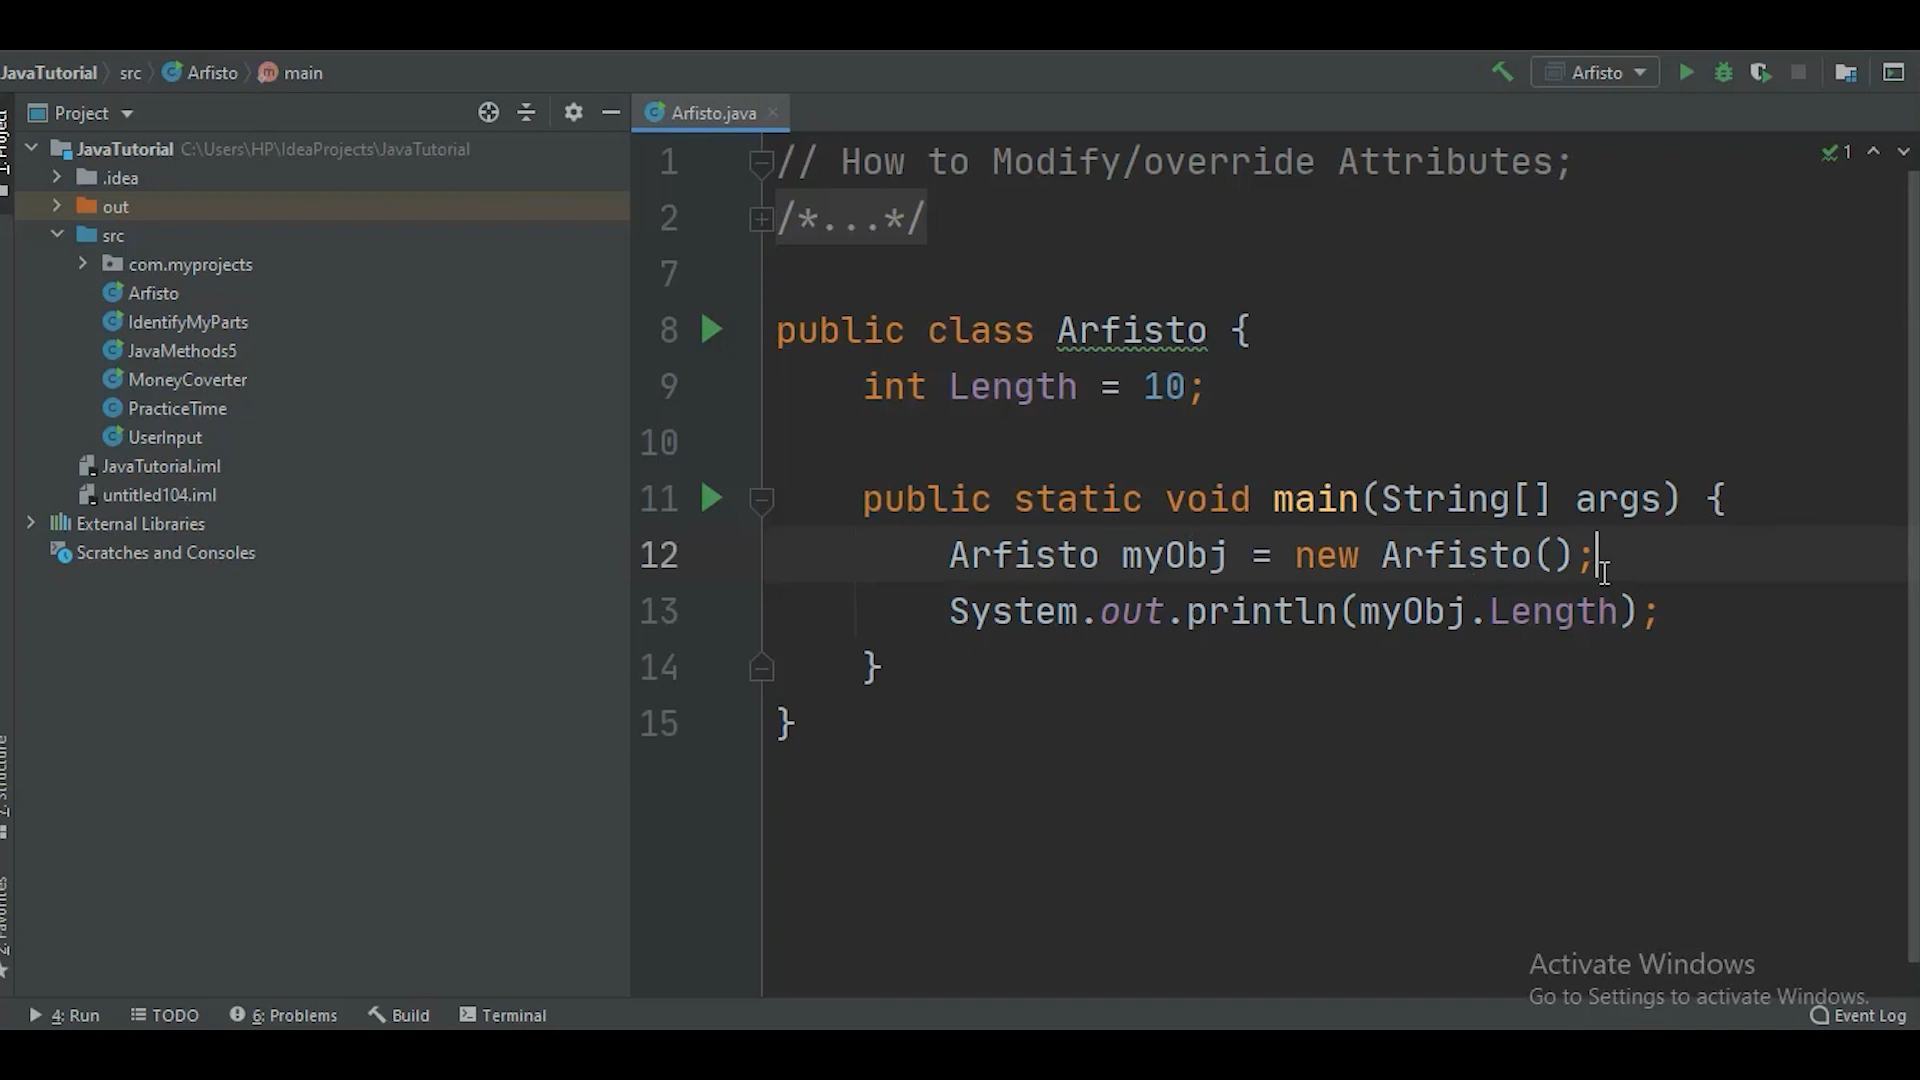 JavaTutorial src Arfisto main
Arfisto
Project
Arfisto.java
JavaTutorial C:\Users\HP\IdeaProjects\JavaTutorial
.idea
out
src
com.myprojects
Arfisto
IdentifyMyParts
JavaMethods5
MoneyCoverter
PracticeTime
UserInput
JavaTutorial.iml
untitled104.iml
External Libraries
Scratches and Consoles
1 // How to Modify/override Attributes;
2 /*...*/
7
8 public class Arfisto {
9 int Length = 10;
10
11 public static void main(String[] args) {
12 Arfisto myObj = new Arfisto();
13 System.out.println(myObj.Length);
14 }
15 }
1
Activate Windows
Go to Settings to activate Windows.
4: Run TODO 6: Problems Build Terminal
Event Log